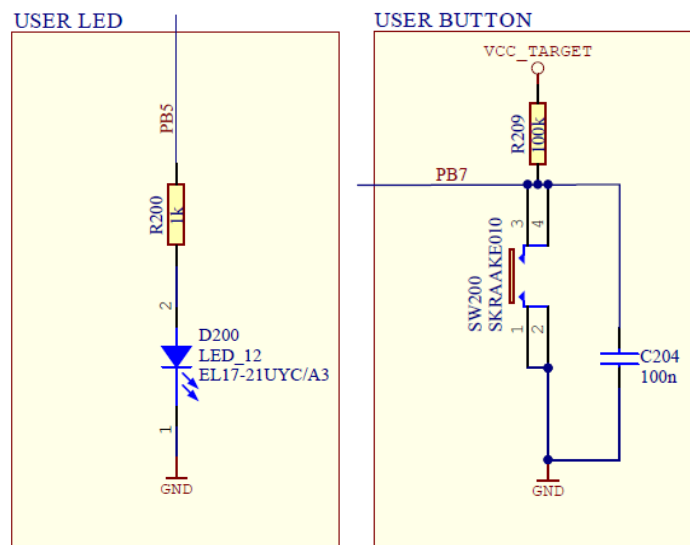 USER LED
PB5
R200
1k
2
D200
LED_12
EL17-21UYC/A3
1
GND
USER BUTTON
VCC_TARGET
R209
100k
PB7
3
4
SW200
SKRAAKE010
1
2
C204
100n
GND